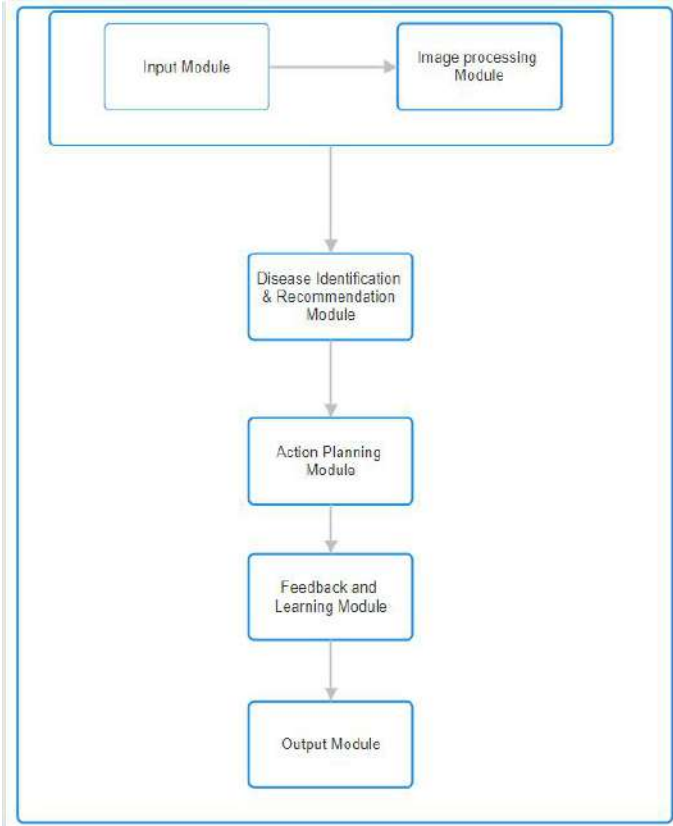 Input Module
Image processing
Module
Disease Identification
& Recommendation
Module
Action Planning
Module
Feedback and
Learning Module
Output Module